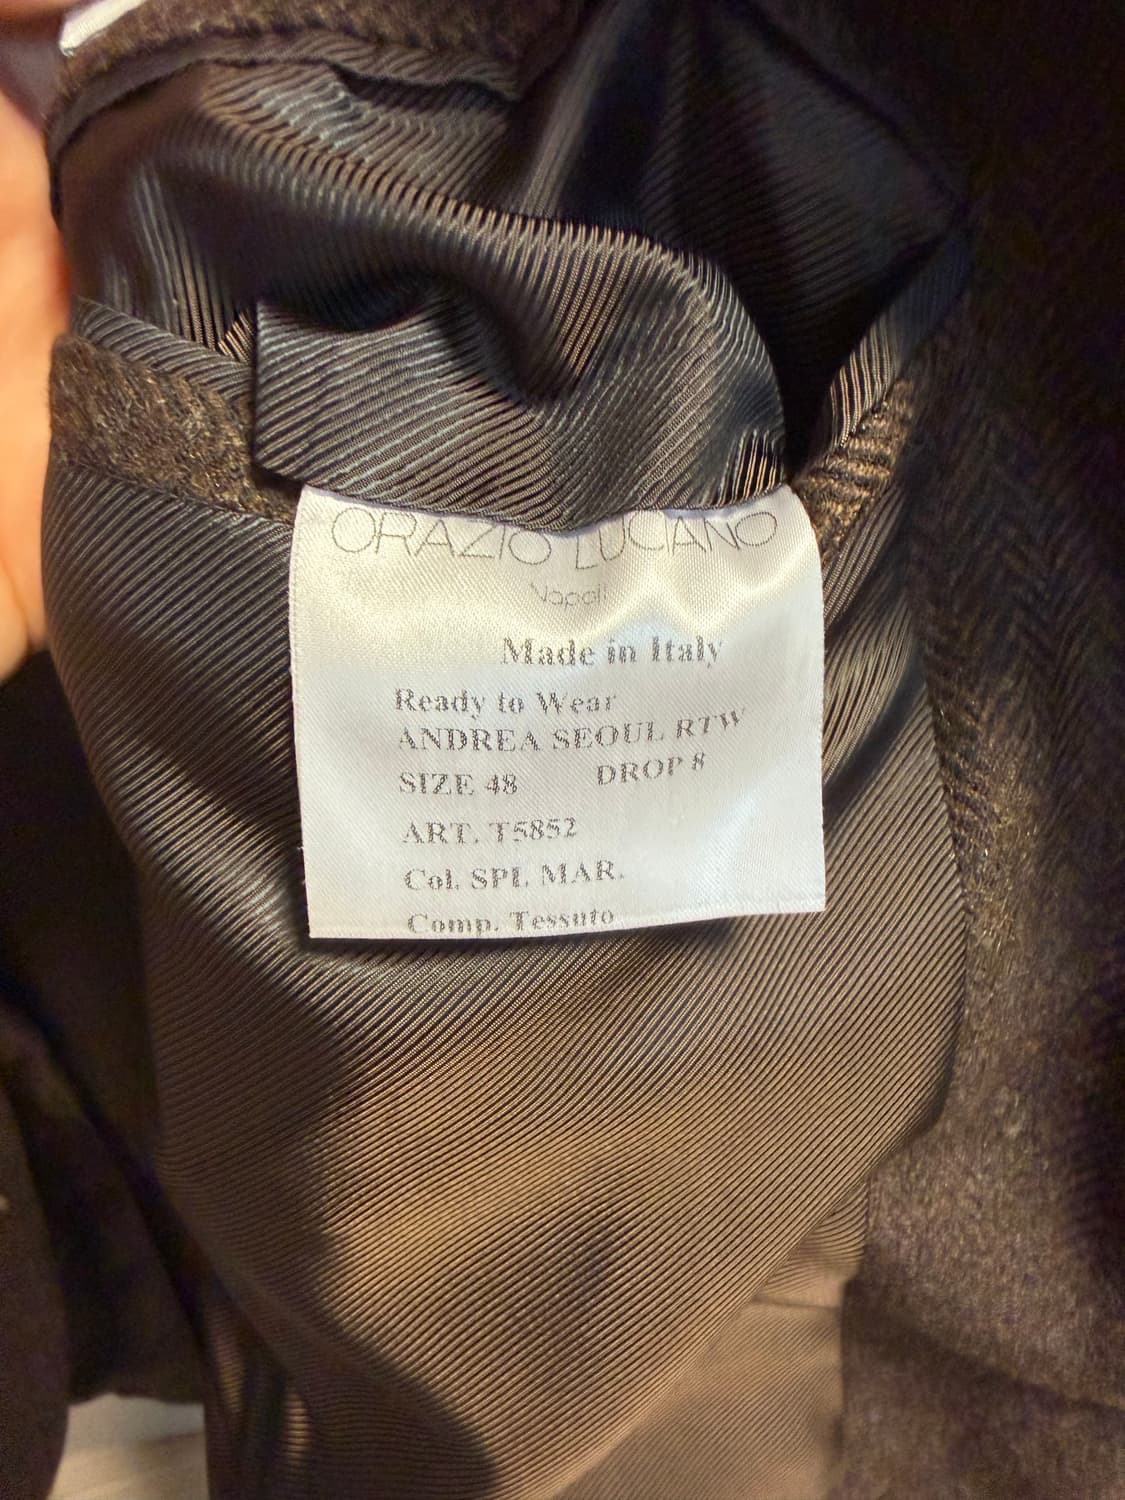 ORAZIO LUCIANO
Napoli
Made in Italy
Ready to Wear
ANDREA SEOUL RTW
SIZE 48 DROP 8
ART. T5852
Col. SPI. MAR.
Comp. Tessuto